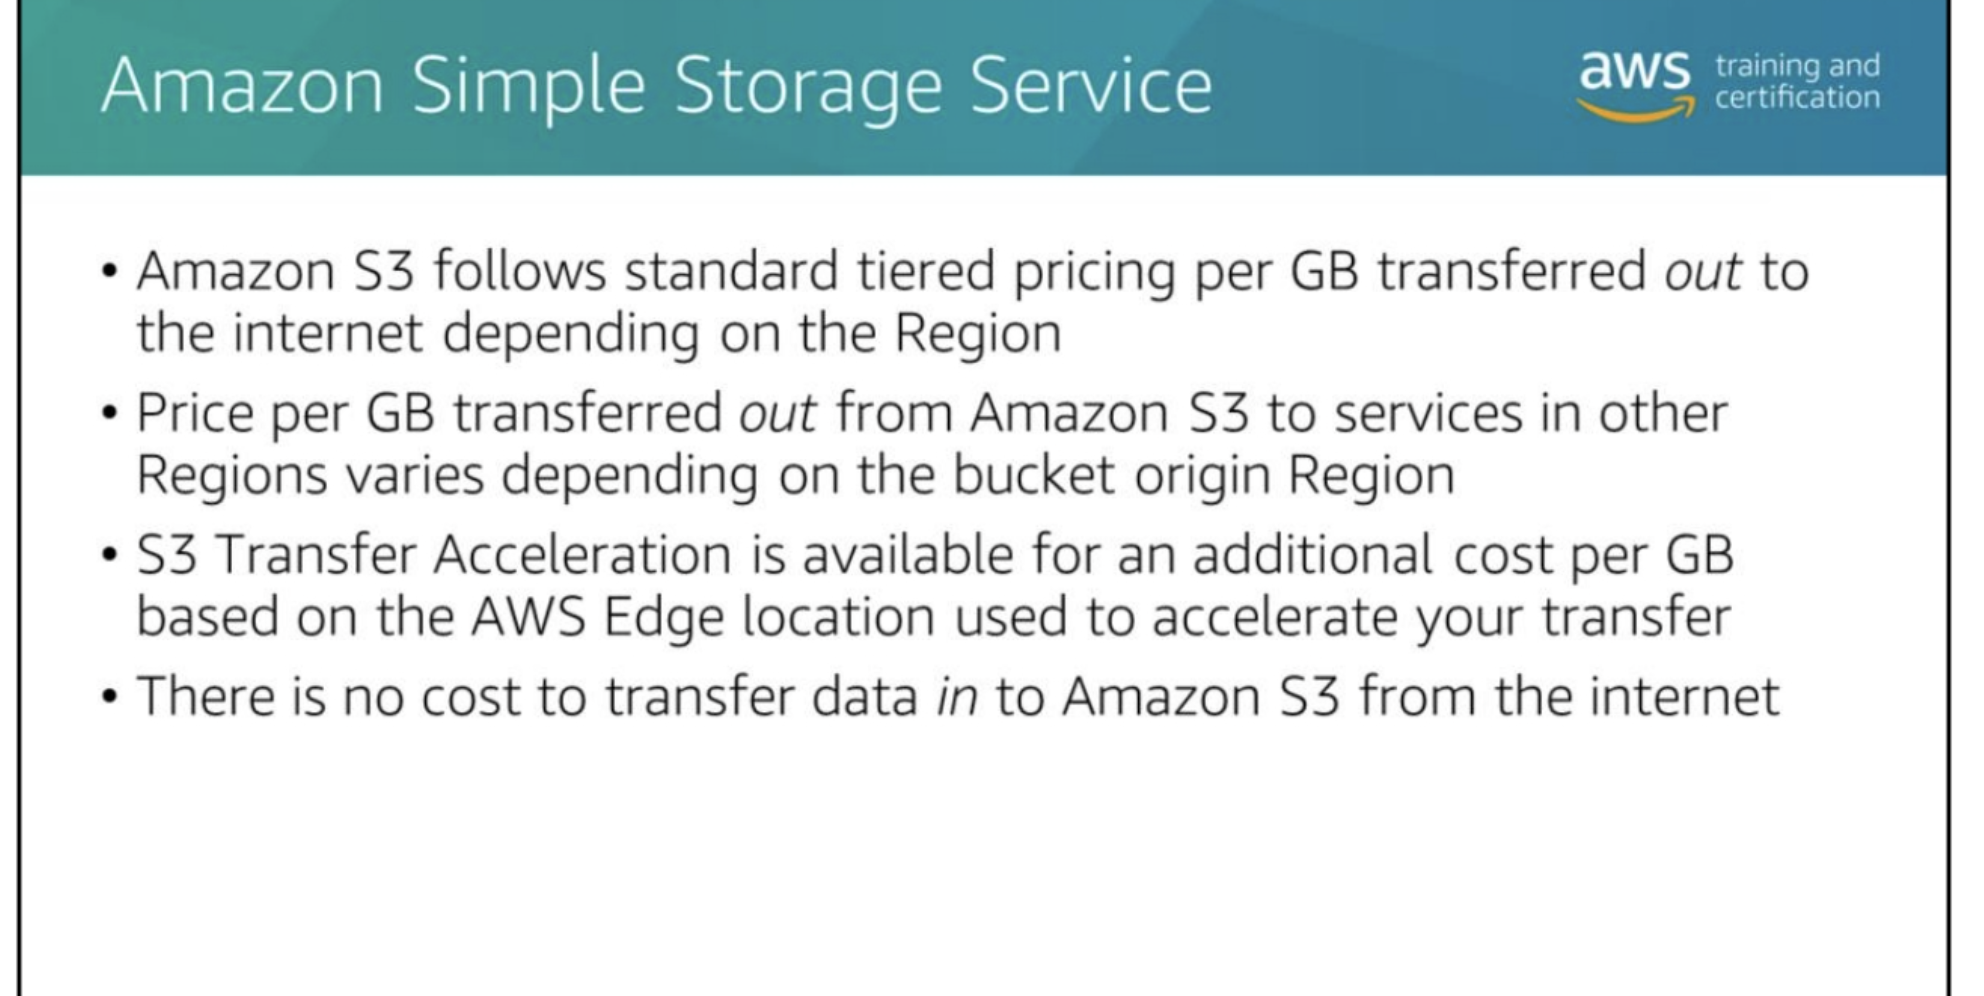 Amazon Simple Storage Service
aws training and
certification
• Amazon S3 follows standard tiered pricing per GB transferred out to
the internet depending on the Region
• Price per GB transferred out from Amazon S3 to services in other
Regions varies depending on the bucket origin Region
• S3 Transfer Acceleration is available for an additional cost per GB
based on the AWS Edge location used to accelerate your transfer
• There is no cost to transfer data in to Amazon S3 from the internet